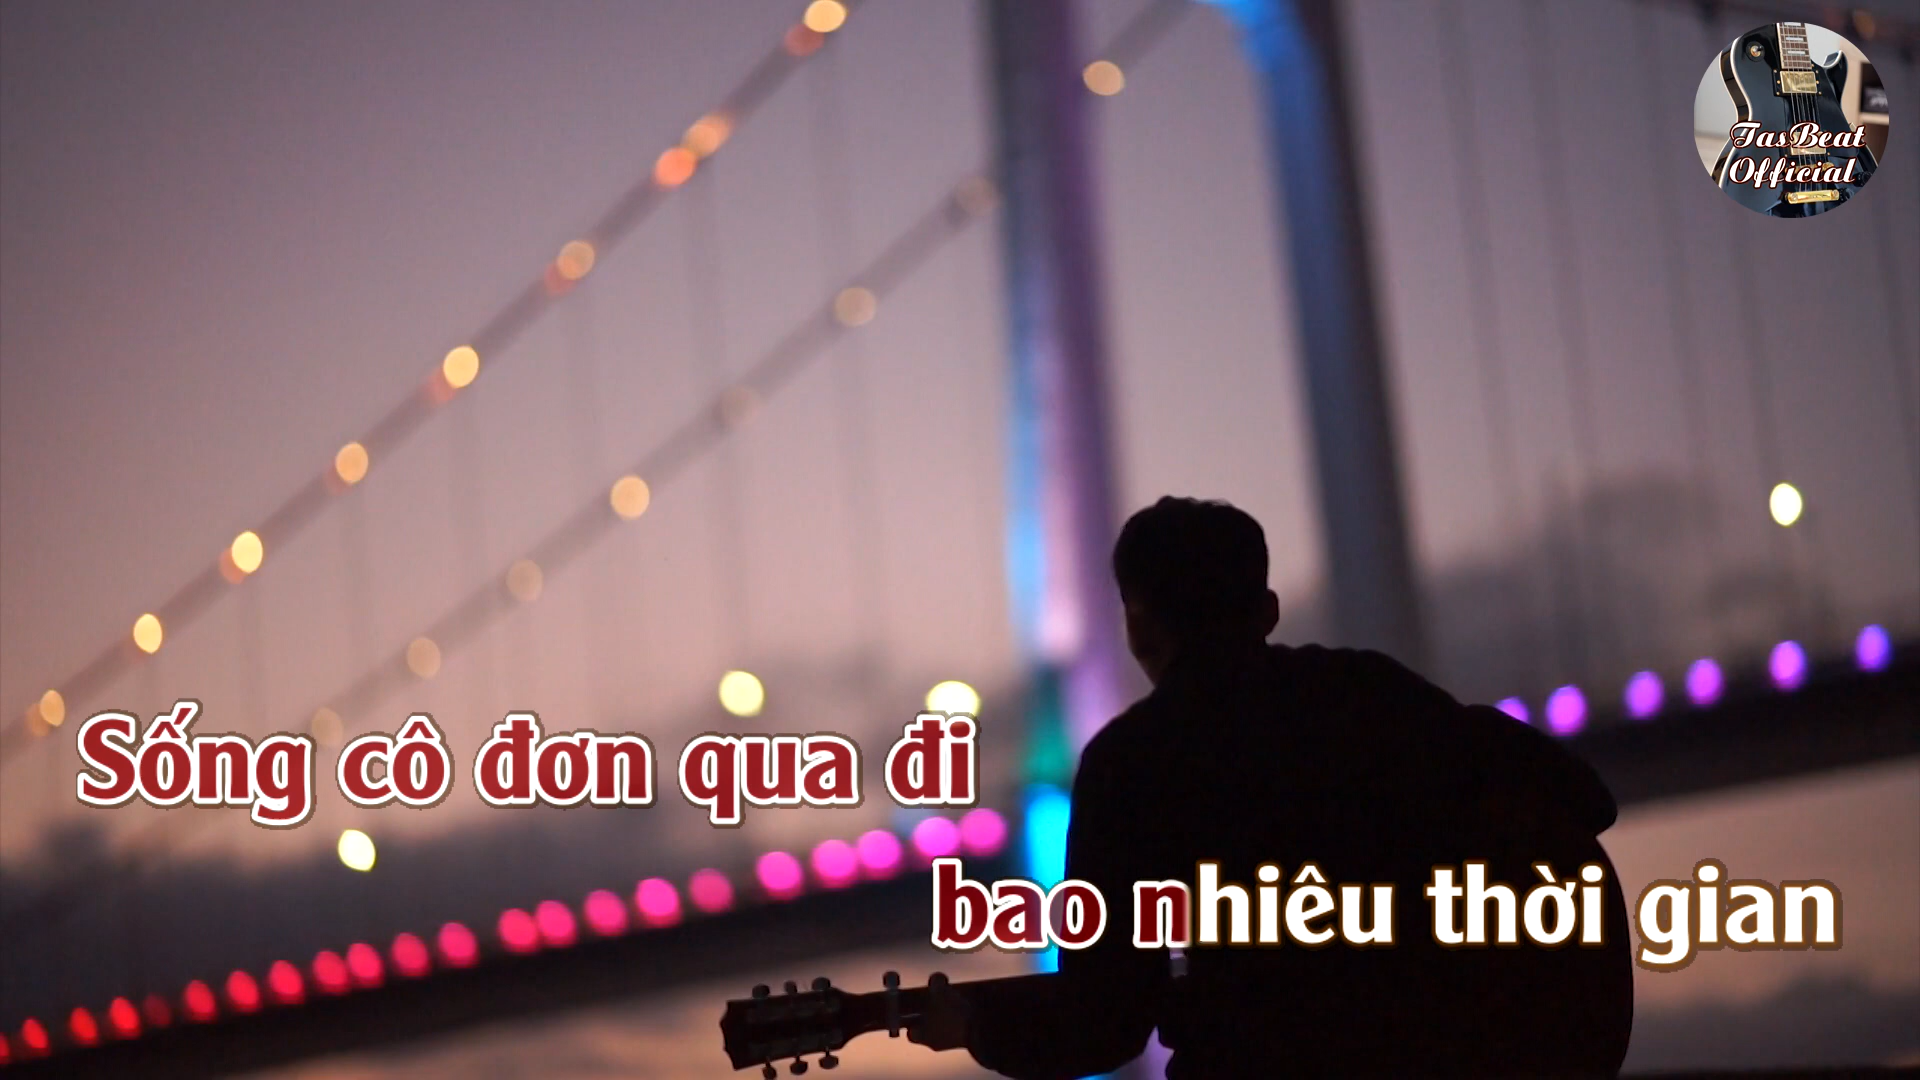 TasBeat
Official
Sống cô đơn qua đi
bao nhiêu thời gian